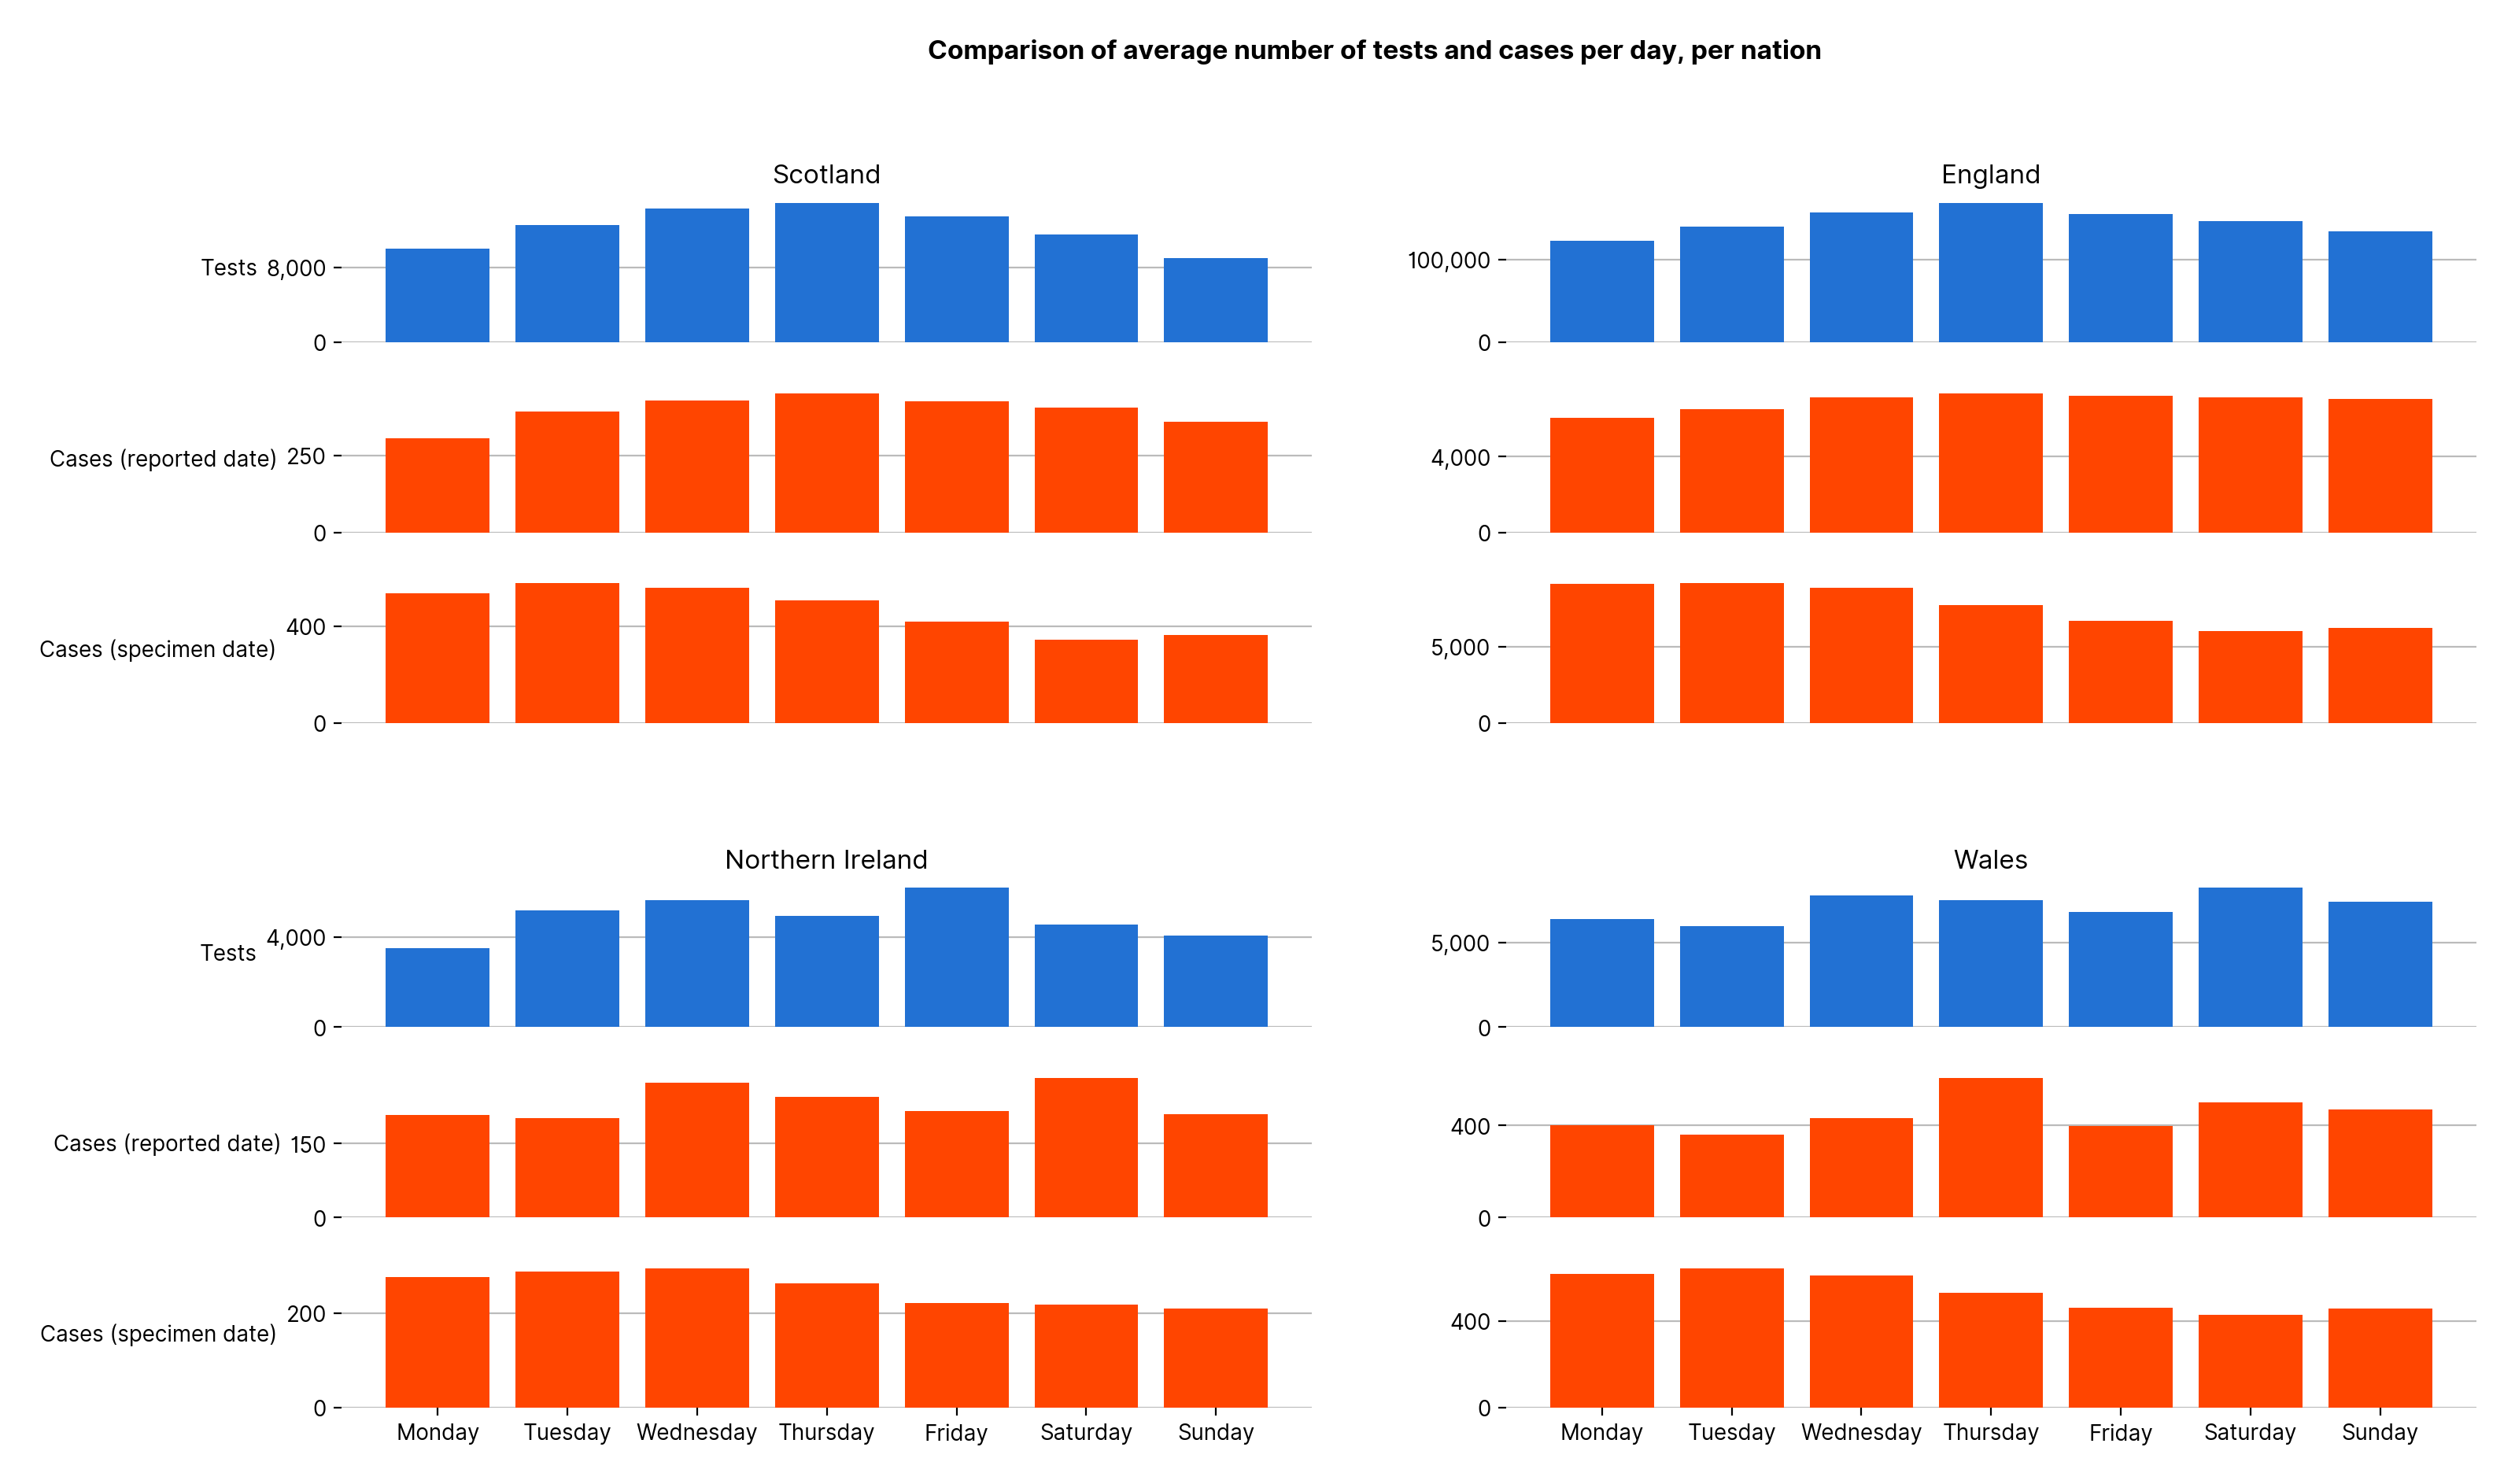 Comparison of average number of tests and cases per day, per nation
Scotland
Tests 8,000
0
Cases (reported date) 250
0
400
Cases (specimen date)
0
England
100,000
0
4,000
0
5,000
0
Northern Ireland
4,000
Tests
0
Cases (reported date) 150
0
200
Cases (specimen date)
0
Monday Tuesday Wednesday Thursday Friday Saturday Sunday
Wales
5,000
0
400
0
400
0
Monday Tuesday Wednesday Thursday Friday Saturday Sunday